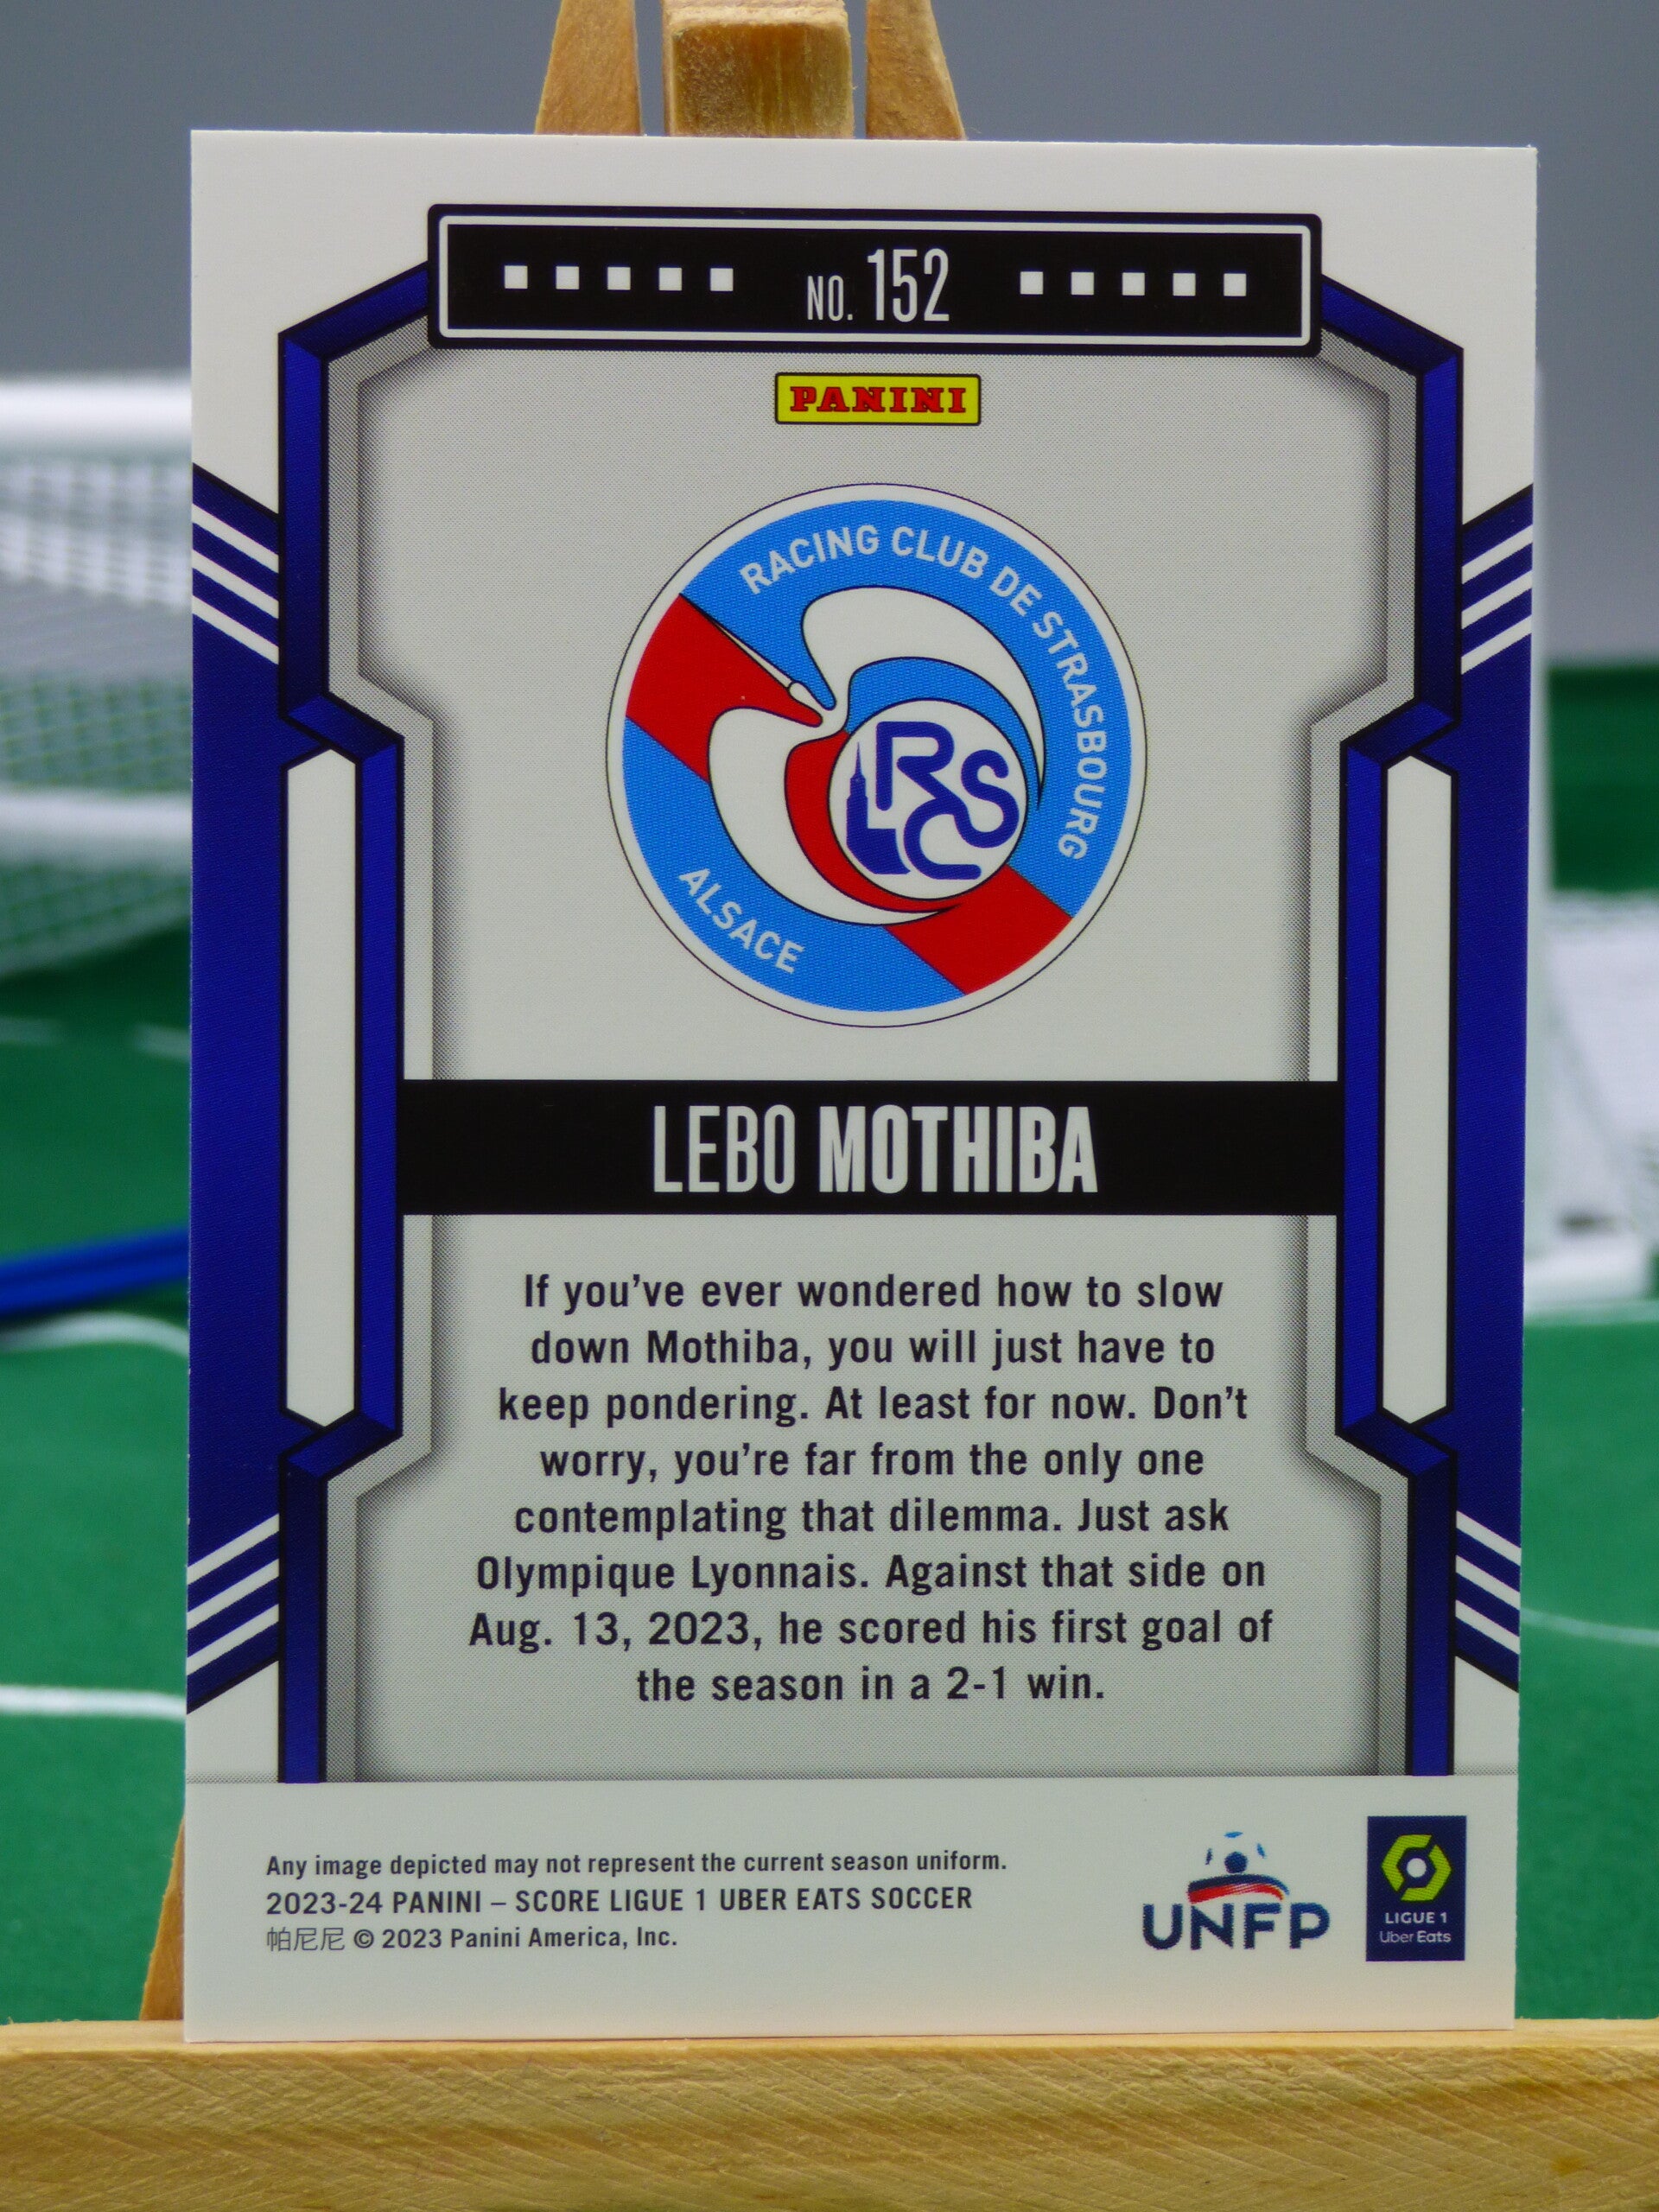 NO. 152
PANINI
RACING CLUB DE STRASBOURG
RCS
ALSACE
LEBO MOTHIBA
If you've ever wondered how to slow
down Mothiba, you will just have to
keep pondering. At least for now. Don't
worry, you're far from the only one
contemplating that dilemma. Just ask
Olympique Lyonnais. Against that side on
Aug. 13, 2023, he scored his first goal of
the season in a 2-1 win.
Any image depicted may not represent the current season uniform.
2023-24 PANINI – SCORE LIGUE 1 UBER EATS SOCCER
帕尼尼 © 2023 Panini America, Inc.
UNFP
LIGUE 1
Uber Eats